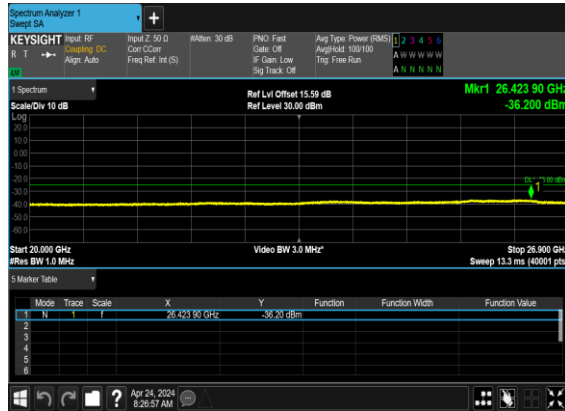 Spectrum Analyzer 1
Swept SA
+
KEYSIGHT Input: RF Input Z: 50 Ω #Atten: 30 dB PNO: Fast Avg Type: Power (RMS) 1 2 3 4 5 6
R T Coupling: DC Corr CCorr Gate: Off Avg|Hold: 100/100 A W W W W W
Align: Auto Freq Ref: Int (S) IF Gain: Low Trig: Free Run
Sig Track: Off A N N N N N
1 Spectrum Ref Lvl Offset 15.59 dB Mkr1 26.423 90 GHz
Scale/Div 10 dB Ref Level 30.00 dBm -36.200 dBm
Log
20.0
10.0
0.00
-10.0
-20.0
-30.0
-40.0
-50.0
-60.0
1
Start 20.000 GHz Video BW 3.0 MHz* Stop 26.900 GHz
#Res BW 1.0 MHz Sweep 13.3 ms (40001 pts)
5 Marker Table
Mode Trace Scale X Y Function Function Width Function Value
1 N 1 f 26.423 90 GHz -36.20 dBm
2
3
4
5
6
? Apr 24, 2024
8:26:57 AM